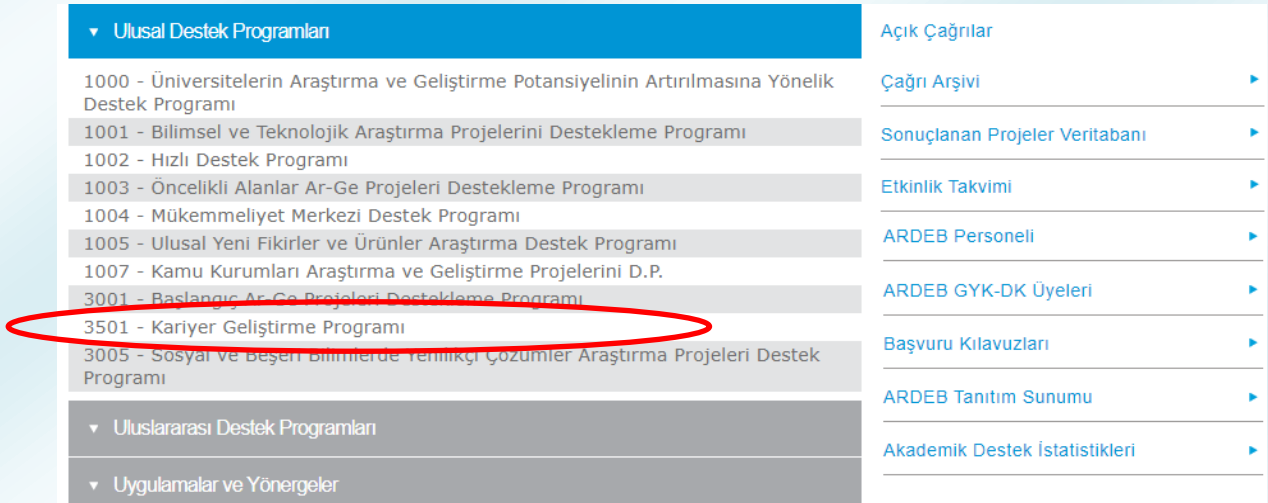 Ulusal Destek Programları
1000 - Üniversitelerin Araştırma ve Geliştirme Potansiyelinin Artırılmasına Yönelik
Destek Programı
1001 - Bilimsel ve Teknolojik Araştırma Projelerini Destekleme Programı
1002 - Hızlı Destek Programı
1003 - Öncelikli Alanlar Ar-Ge Projeleri Destekleme Programı
1004 - Mükemmeliyet Merkezi Destek Programı
1005 - Ulusal Yeni Fikirler ve Ürünler Araştırma Destek Programı
1007 - Kamu Kurumları Araştırma ve Geliştirme Projelerini D.P.
3001 - Başlangıç Ar-Ge Projeleri Destekleme Programı
3501 - Kariyer Geliştirme Programı
3005 - Sosyal ve Beşeri Bilimlerde Yenilikçi Çözümler Araştırma Projeleri Destek
Programı
Uluslararası Destek Programları
Uygulamalar ve Yönergeler
Açık Çağrılar
Çağrı Arşivi
Sonuçlanan Projeler Veritabanı
Etkinlik Takvimi
ARDEB Personeli
ARDEB GYK-DK Üyeleri
Başvuru Kılavuzları
ARDEB Tanıtım Sunumu
Akademik Destek İstatistikleri